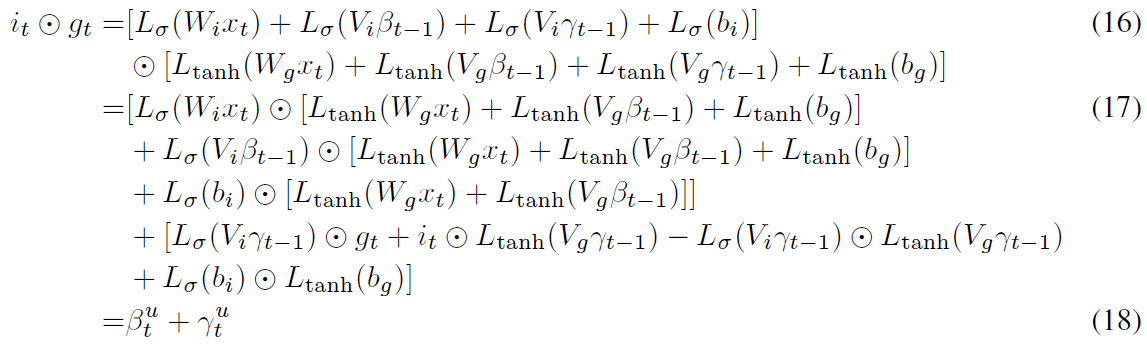 i_t ⊙ g_t =[L_σ(W_i x_t) + L_σ(V_i β_{t−1}) + L_σ(V_i γ_{t−1}) + L_σ(b_i)] (16)
⊙ [L_tanh(W_g x_t) + L_tanh(V_g β_{t−1}) + L_tanh(V_g γ_{t−1}) + L_tanh(b_g)]
=[L_σ(W_i x_t) ⊙ [L_tanh(W_g x_t) + L_tanh(V_g β_{t−1}) + L_tanh(b_g)] (17)
+ L_σ(V_i β_{t−1}) ⊙ [L_tanh(W_g x_t) + L_tanh(V_g β_{t−1}) + L_tanh(b_g)]
+ L_σ(b_i) ⊙ [L_tanh(W_g x_t) + L_tanh(V_g β_{t−1})]]
+ [L_σ(V_i γ_{t−1}) ⊙ g_t + i_t ⊙ L_tanh(V_g γ_{t−1}) − L_σ(V_i γ_{t−1}) ⊙ L_tanh(V_g γ_{t−1})
+ L_σ(b_i) ⊙ L_tanh(b_g)]
=β_t^u + γ_t^u (18)